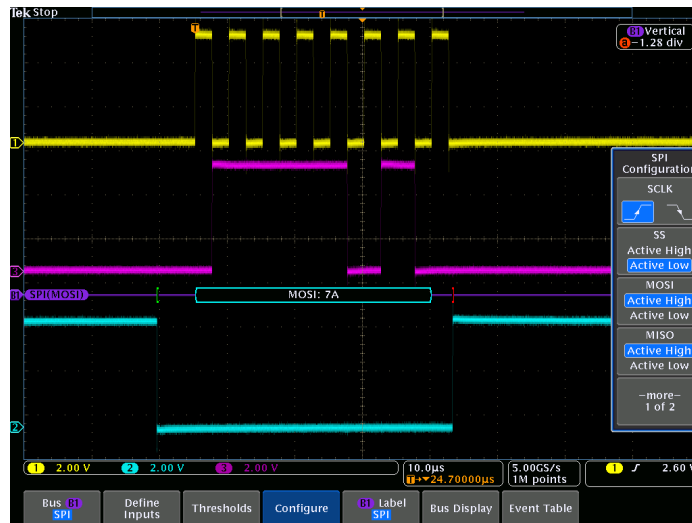 Tek Stop
T
T
B1 Vertical
a -1.28 div
1
SPI
Configuration
SCLK
SS
Active High
Active Low
3
B1 SPI(MOSI)
MOSI: 7A
MOSI
Active High
Active Low
MISO
Active High
Active Low
-more-
1 of 2
2
1 2.00 V 2 2.00 V 3 2.00 V
10.0µs
T→▼24.70000µs
5.00GS/s
1M points
1 2.60 V
Bus B1
SPI
Define
Inputs
Thresholds
Configure
B1 Label
SPI
Bus Display
Event Table